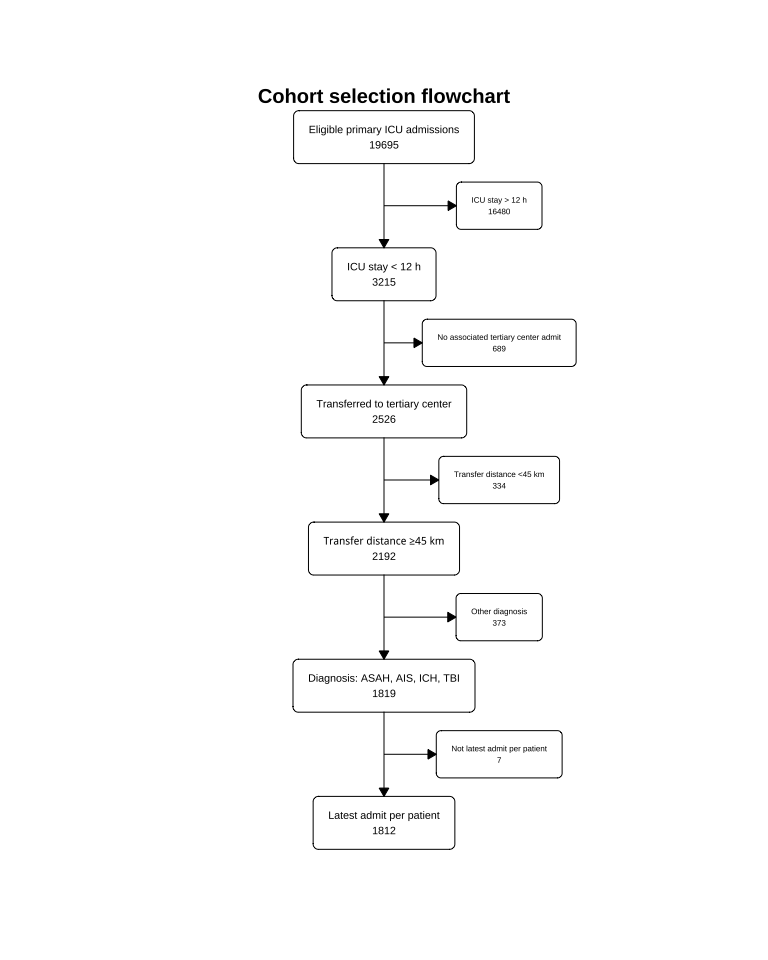 Cohort selection flowchart
Eligible primary ICU admissions
19695
ICU stay > 12 h
16480
ICU stay < 12 h
3215
No associated tertiary center admit
689
Transferred to tertiary center
2526
Transfer distance <45 km
334
Transfer distance ≥45 km
2192
Other diagnosis
373
Diagnosis: ASAH, AIS, ICH, TBI
1819
Not latest admit per patient
7
Latest admit per patient
1812